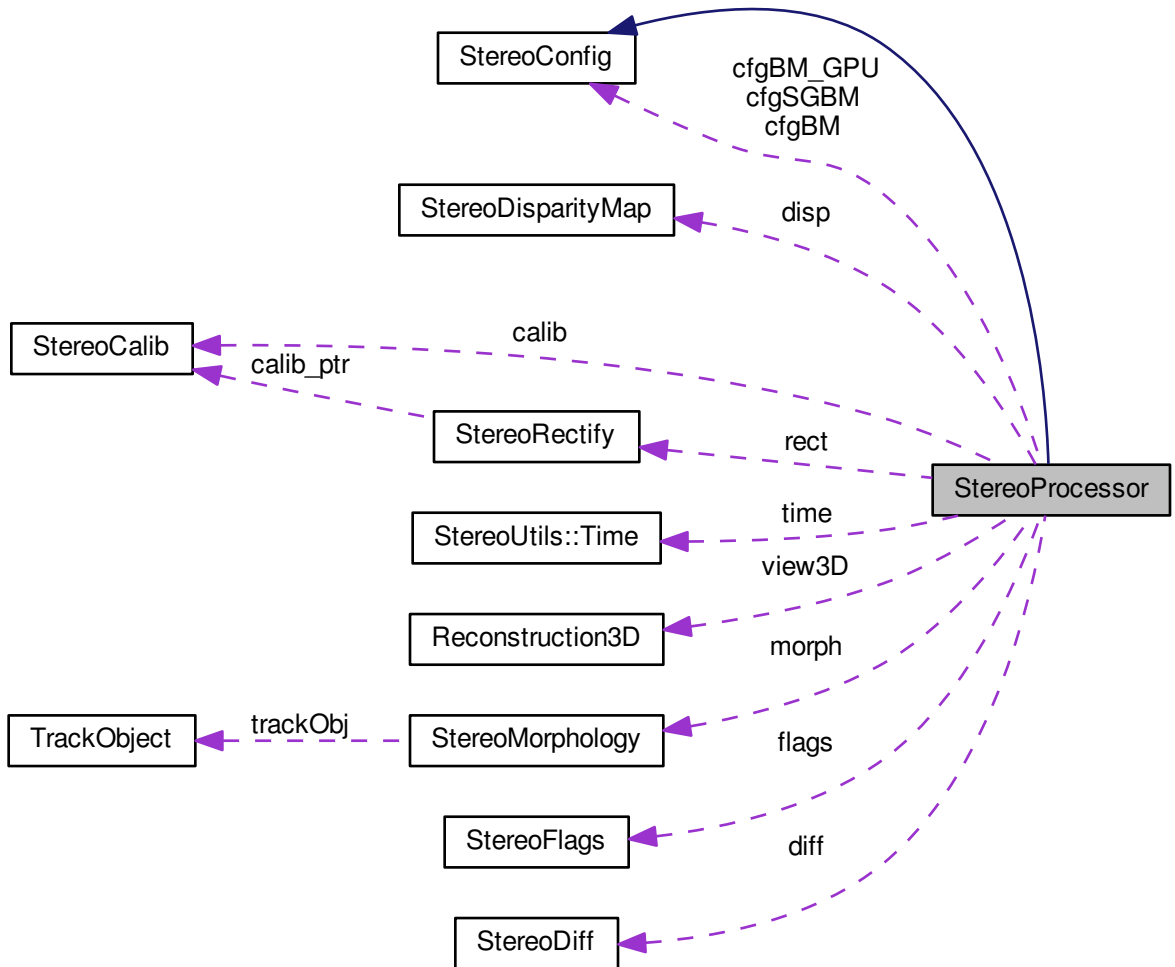 StereoConfig
cfgBM_GPU
cfgSGBM
cfgBM
StereoDisparityMap
disp
StereoCalib
calib
calib_ptr
StereoRectify
rect
StereoProcessor
StereoUtils::Time
time
view3D
Reconstruction3D
morph
TrackObject
trackObj
StereoMorphology
flags
StereoFlags
diff
StereoDiff